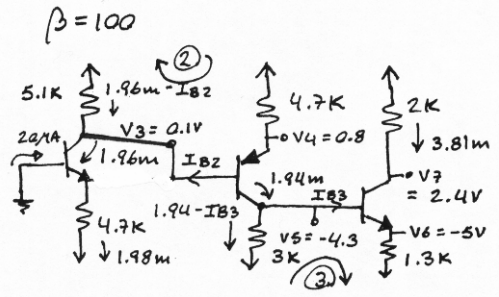 β=100
②
5.1K
1.96m-IB2
4.7K
2K
20μA
V3=0.1V
V4=0.8
3.81m
1.96m
IB2
1.94m
IB3
V7
=2.4V
4.7K
1.94-IB3
V5=-4.3
V6=-5V
1.98m
3K
③
1.3K